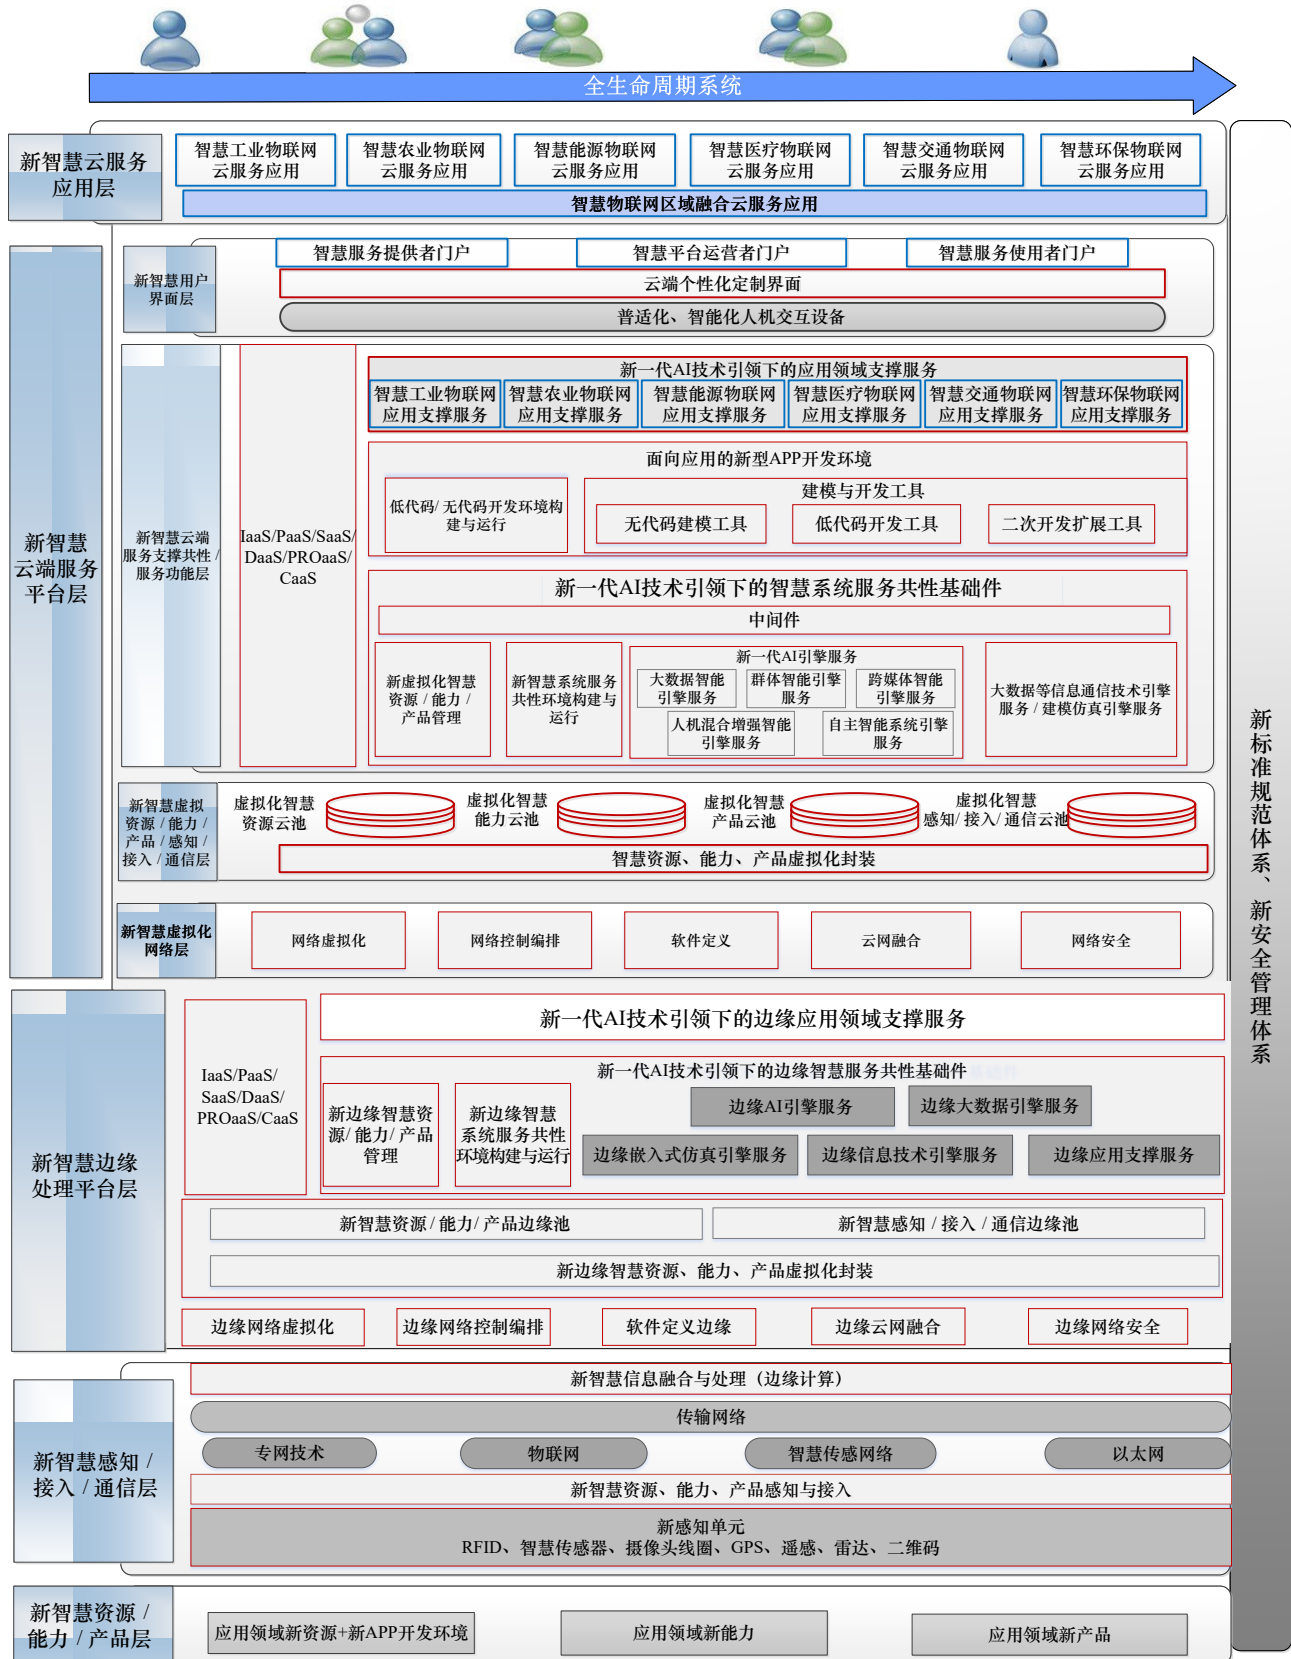 全生命周期系统
新智慧云服务
应用层
智慧工业物联网
云服务应用
智慧农业物联网
云服务应用
智慧能源物联网
云服务应用
智慧医疗物联网
云服务应用
智慧交通物联网
云服务应用
智慧环保物联网
云服务应用
智慧物联网区域融合云服务应用
新智慧
云端服务
平台层
新智慧用户
界面层
智慧服务提供者门户
智慧平台运营者门户
智慧服务使用者门户
云端个性化定制界面
普适化、智能化人机交互设备
新智慧云端
服务支撑共性 /
服务功能层
IaaS/PaaS/SaaS/
DaaS/PROaaS/
CaaS
新一代AI技术引领下的应用领域支撑服务
智慧工业物联网
应用支撑服务
智慧农业物联网
应用支撑服务
智慧能源物联网
应用支撑服务
智慧医疗物联网
应用支撑服务
智慧交通物联网
应用支撑服务
智慧环保物联网
应用支撑服务
面向应用的新型APP开发环境
低代码/ 无代码开发环境构
建与运行
建模与开发工具
无代码建模工具
低代码开发工具
二次开发扩展工具
新一代AI技术引领下的智慧系统服务共性基础件
中间件
新虚拟化智慧
资源 / 能力 /
产品管理
新智慧系统服务
共性环境构建与
运行
新一代AI引擎服务
大数据智能
引擎服务
群体智能引擎
服务
跨媒体智能
引擎服务
人机混合增强智能
引擎服务
自主智能系统引擎
服务
大数据等信息通信技术引擎
服务 / 建模仿真引擎服务
新智慧虚拟
资源 / 能力 /
产品 / 感知 /
接入 / 通信层
虚拟化智慧
资源云池
虚拟化智慧
能力云池
虚拟化智慧
产品云池
虚拟化智慧
感知/ 接入/ 通信云池
智慧资源、能力、产品虚拟化封装
新智慧虚拟化
网络层
网络虚拟化
网络控制编排
软件定义
云网融合
网络安全
新智慧边缘
处理平台层
IaaS/PaaS/
SaaS/DaaS/
PROaaS/CaaS
新一代AI技术引领下的边缘应用领域支撑服务
新一代AI技术引领下的边缘智慧服务共性基础件
新边缘智慧资
源/ 能力/ 产品
管理
新边缘智慧
系统服务共性
环境构建与运行
边缘AI引擎服务
边缘大数据引擎服务
边缘嵌入式仿真引擎服务
边缘信息技术引擎服务
边缘应用支撑服务
新智慧资源 / 能力/ 产品边缘池
新智慧感知 / 接入 / 通信边缘池
新边缘智慧资源、能力、产品虚拟化封装
边缘网络虚拟化
边缘网络控制编排
软件定义边缘
边缘云网融合
边缘网络安全
新智慧感知 /
接入 / 通信层
新智慧信息融合与处理（边缘计算）
传输网络
专网技术
物联网
智慧传感网络
以太网
新智慧资源、能力、产品感知与接入
新感知单元
RFID、智慧传感器、摄像头线圈、GPS、遥感、雷达、二维码
新智慧资源 /
能力 / 产品层
应用领域新资源+新APP开发环境
应用领域新能力
应用领域新产品
新标准规范体系、新安全管理体系